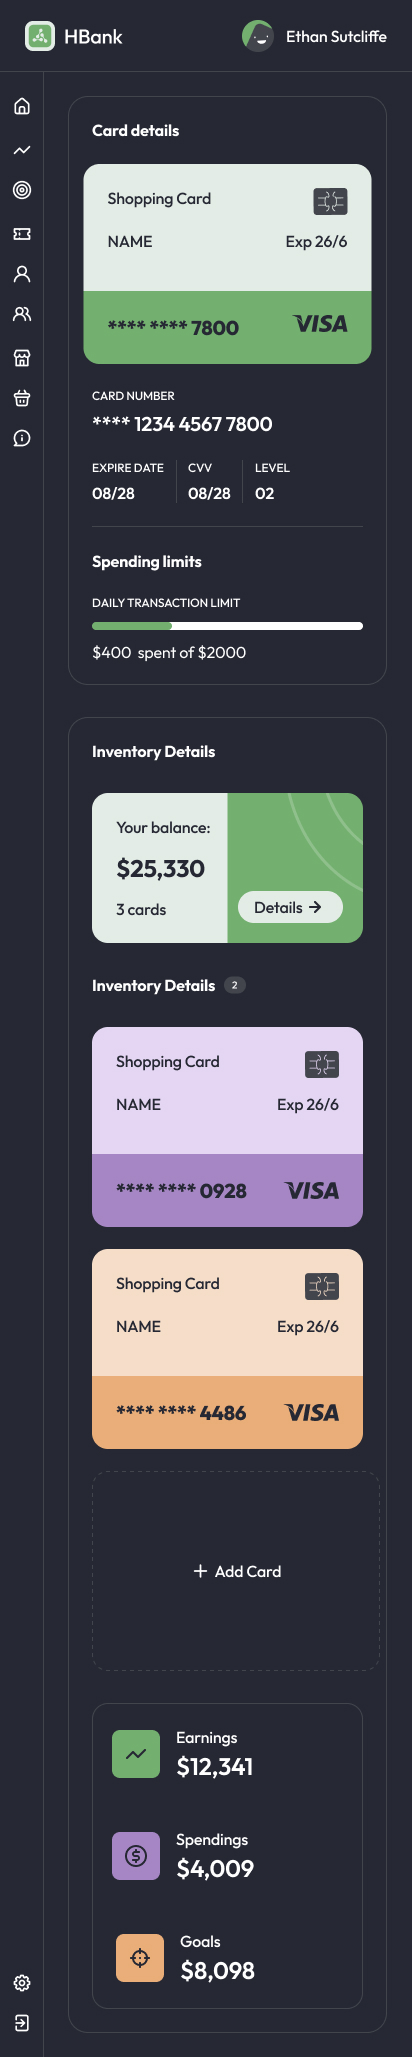 HBank
Ethan Sutcliffe
Card details
Shopping Card
NAME Exp 26/6
**** **** 7800 VISA
CARD NUMBER
**** 1234 4567 7800
EXPIRE DATE CVV LEVEL
08/28 08/28 02
Spending limits
DAILY TRANSACTION LIMIT
$400 spent of $2000
Inventory Details
Your balance:
$25,330
3 cards
Details →
Inventory Details 2
Shopping Card
NAME Exp 26/6
**** **** 0928 VISA
Shopping Card
NAME Exp 26/6
**** **** 4486 VISA
+ Add Card
Earnings
$12,341
Spendings
$4,009
Goals
$8,098